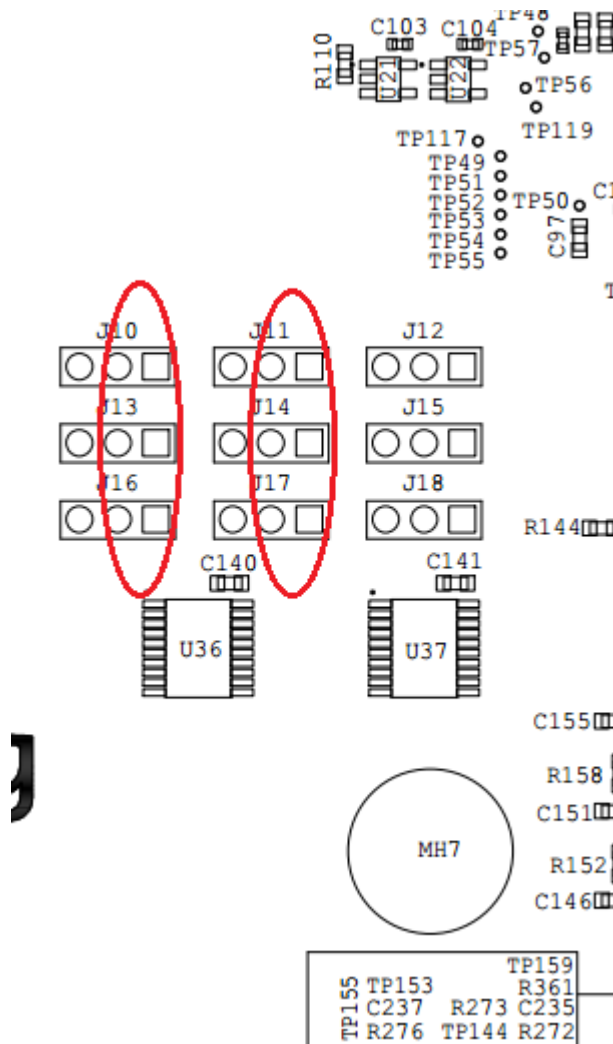 TP48
C103 C104
R110
TP57
U21
U22
TP56
TP119
TP117
TP49
TP51
TP52
TP50
TP53
TP54
TP55
C97
J10 J11 J12
J13 J14 J15
J16 J17 J18
R144
C140 C141
U36 U37
C155
R158
C151
MH7
R152
C146
TP159
TP155
TP153 R361
C237 R273 C235
R276 TP144 R272